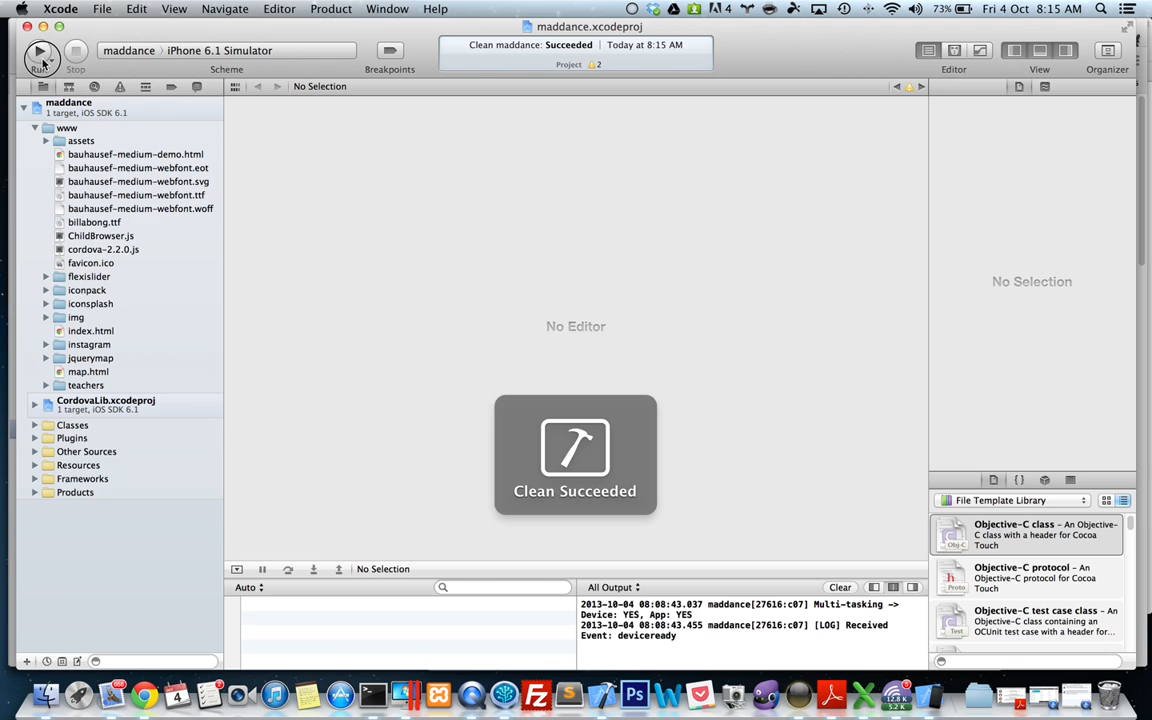 Xcode File Edit View Navigate Editor Product Window Help
4 73% Fri 4 Oct 8:15 AM
maddance.xcodeproj
maddance 〉 iPhone 6.1 Simulator
Clean maddance: Succeeded | Today at 8:15 AM
Project 2
Run Stop Scheme Breakpoints Editor View Organizer
No Selection
maddance
1 target, iOS SDK 6.1
www
assets
bauhausef-medium-demo.html
bauhausef-medium-webfont.eot
bauhausef-medium-webfont.svg
bauhausef-medium-webfont.ttf
bauhausef-medium-webfont.woff
billabong.ttf
ChildBrowser.js
cordova-2.2.0.js
favicon.ico
flexislider
iconpack
iconsplash
img
index.html
instagram
jquerymap
map.html
teachers
CordovaLib.xcodeproj
1 target, iOS SDK 6.1
Classes
Plugins
Other Sources
Resources
Frameworks
Products
No Editor
Clean Succeeded
No Selection
Auto
All Output
Clear
2013-10-04 08:08:43.037 maddance[27616:c07] Multi-tasking ->
Device: YES, App: YES
2013-10-04 08:08:43.455 maddance[27616:c07] [LOG] Received
Event: deviceready
No Selection
File Template Library
Objective-C class - An Objective-
C class with a header for Cocoa
Touch
Objective-C protocol - An
Objective-C protocol for Cocoa
Touch
Objective-C test case class - An
Objective-C class containing an
OCUnit test case with a header for...